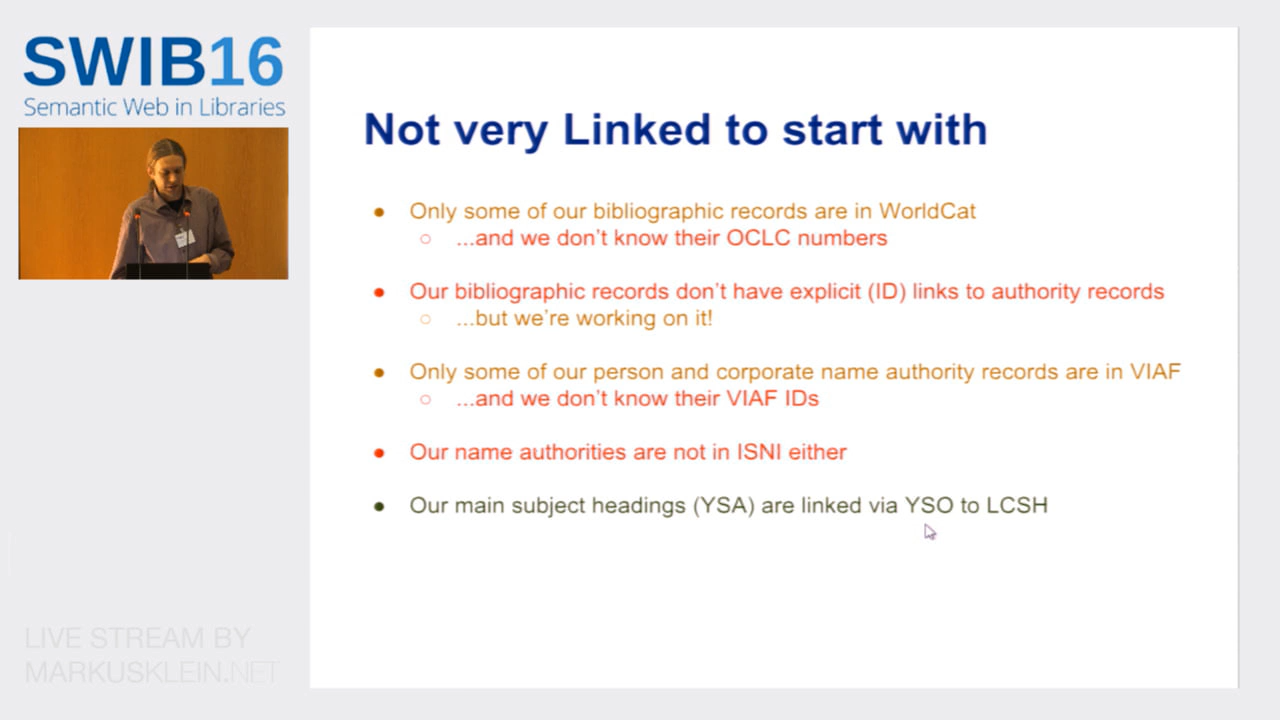 SWIB16
Semantic Web in Libraries
Not very Linked to start with
● Only some of our bibliographic records are in WorldCat
○ ...and we don't know their OCLC numbers
● Our bibliographic records don't have explicit (ID) links to authority records
○ ...but we're working on it!
● Only some of our person and corporate name authority records are in VIAF
○ ...and we don't know their VIAF IDs
● Our name authorities are not in ISNI either
● Our main subject headings (YSA) are linked via YSO to LCSH
LIVE STREAM BY
MARKUSKLEIN.NET